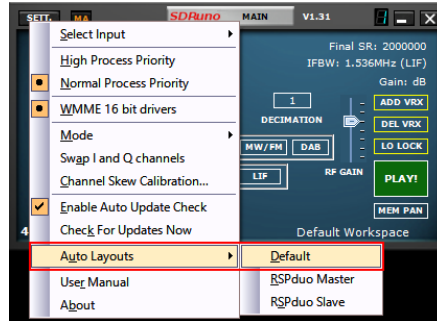 SETT. MA SDRuno MAIN V1.31
Select Input
High Process Priority
Normal Process Priority
WMME 16 bit drivers
Mode
Swap I and Q channels
Channel Skew Calibration...
Enable Auto Update Check
Check For Updates Now
Auto Layouts
User Manual
About
Default
RSPduo Master
RSPduo Slave
Final SR: 2000000
IFBW: 1.536MHz (LIF)
Gain: dB
1
DECIMATION
MW/FM DAB
LIF
RF GAIN
ADD VRX
DEL VRX
LO LOCK
PLAY!
MEM PAN
4
Default Workspace